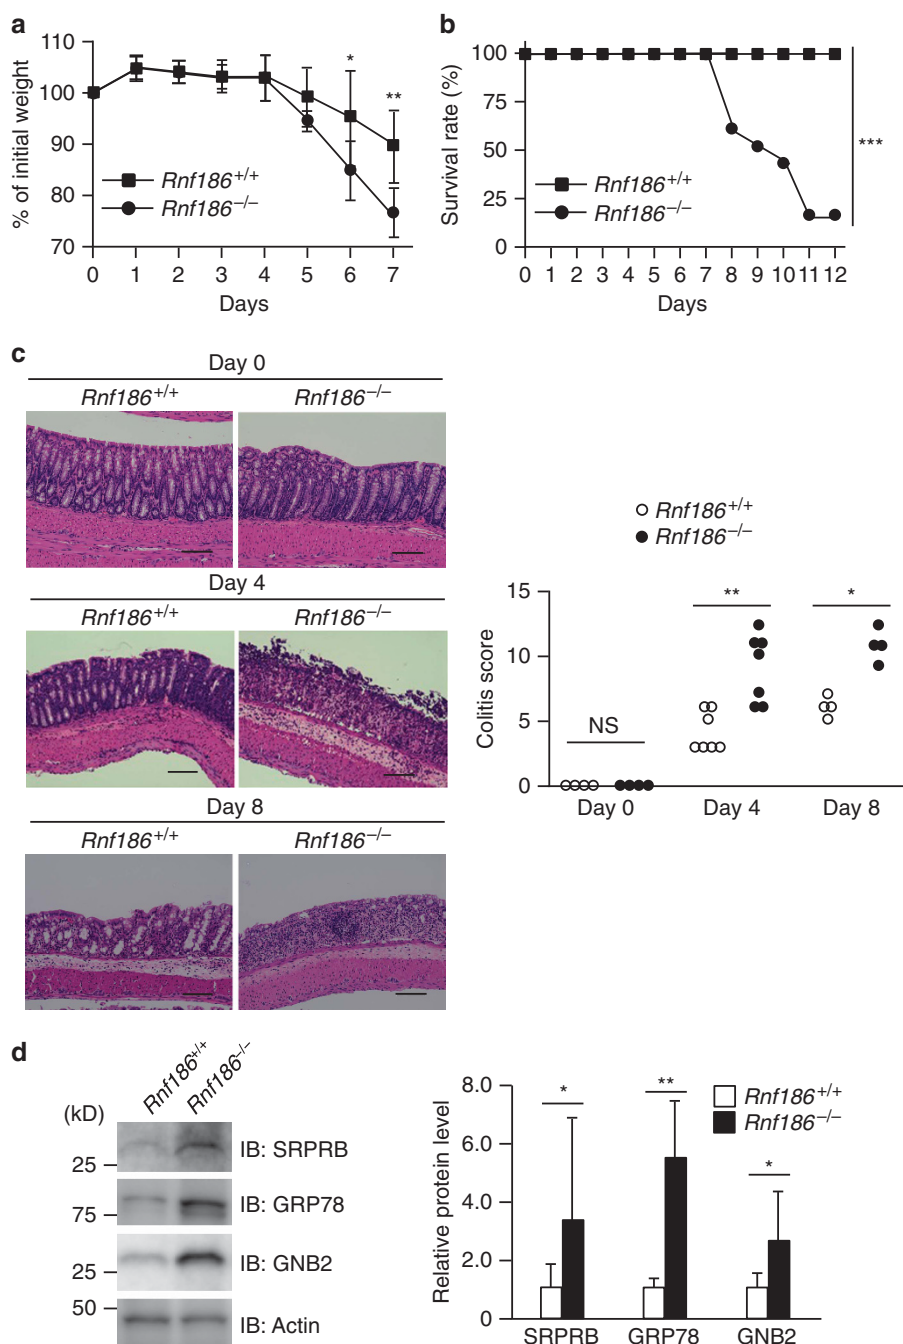 a
110
100
90
80
70
% of initial weight
*
**
Rnf186+/+
Rnf186−/−
0 1 2 3 4 5 6 7
Days
b
100
75
50
25
0
Survival rate (%)
***
Rnf186+/+
Rnf186−/−
0 1 2 3 4 5 6 7 8 9 10 11 12
Days
c
Day 0
Rnf186+/+ Rnf186−/−
Day 4
Rnf186+/+ Rnf186−/−
Day 8
Rnf186+/+ Rnf186−/−
Rnf186+/+
Rnf186−/−
15
10
5
0
Colitis score
NS
**
*
Day 0 Day 4 Day 8
d
Rnf186+/+ Rnf186−/−
(kD)
25 IB: SRPRB
75 IB: GRP78
25 IB: GNB2
50 IB: Actin
8.0
6.0
4.0
2.0
0
Relative protein level
*
**
*
Rnf186+/+
Rnf186−/−
SRPRB GRP78 GNB2